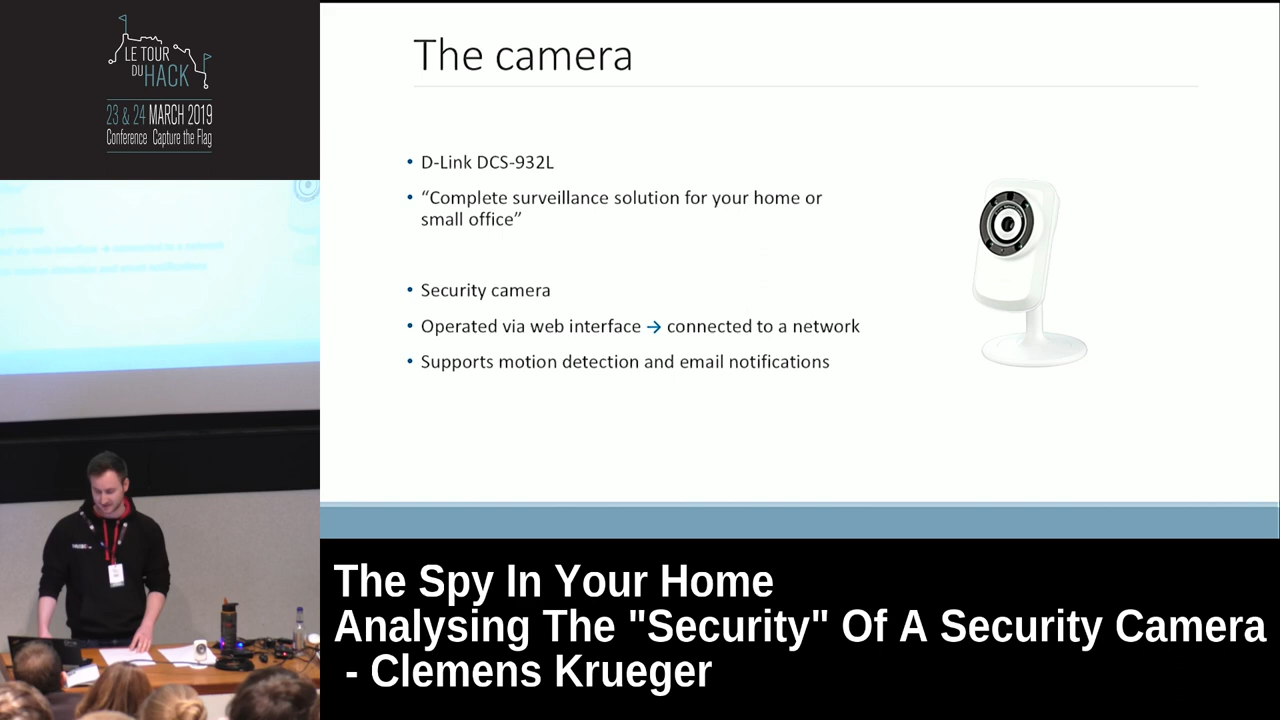 LE TOUR
DU HACK
23 & 24 MARCH 2019
Conference Capture the Flag
The camera
• D-Link DCS-932L
• “Complete surveillance solution for your home or
small office”
• Security camera
• Operated via web interface → connected to a network
• Supports motion detection and email notifications
The Spy In Your Home
Analysing The "Security" Of A Security Camera
- Clemens Krueger